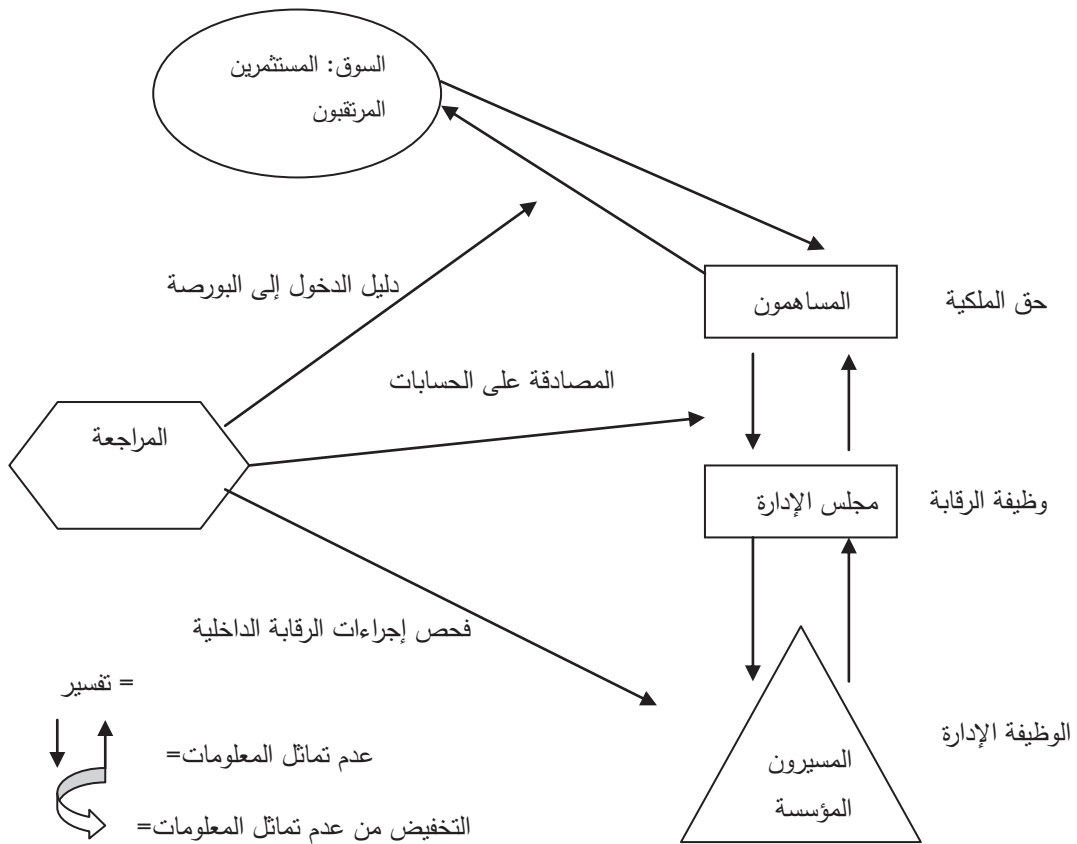 السوق: المستثمرين
المرتقبون
دليل الدخول إلى البورصة
المساهمون
حق الملكية
المصادقة على الحسابات
المراجعة
مجلس الإدارة
وظيفة الرقابة
فحص إجراءات الرقابة الداخلية
= تفسير
عدم تماثل المعلومات=
التخفيض من عدم تماثل المعلومات=
المسيرون
المؤسسة
الوظيفة الإدارة